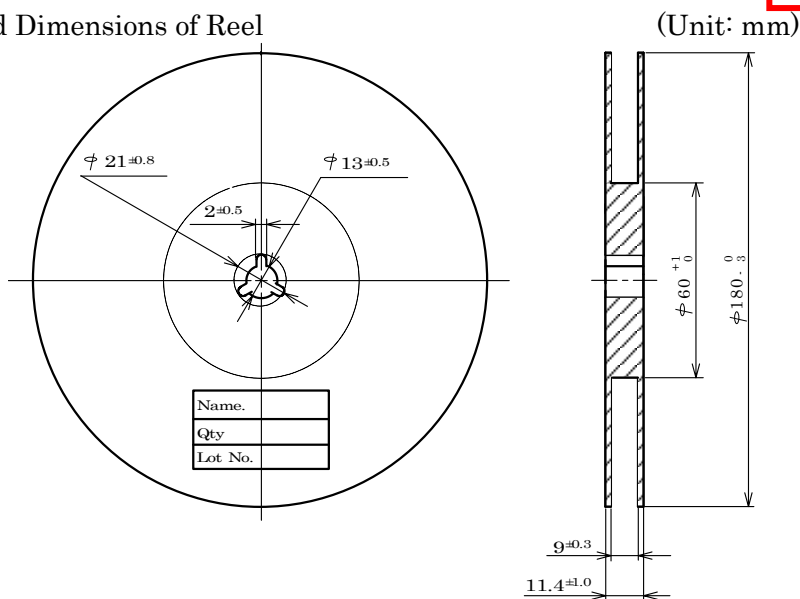 d Dimensions of Reel
(Unit: mm)
ϕ 21±0.8
ϕ 13±0.5
2±0.5
ϕ60 +1 0
ϕ180. 0 3
Name.
Qty
Lot No.
9±0.3
11.4±1.0